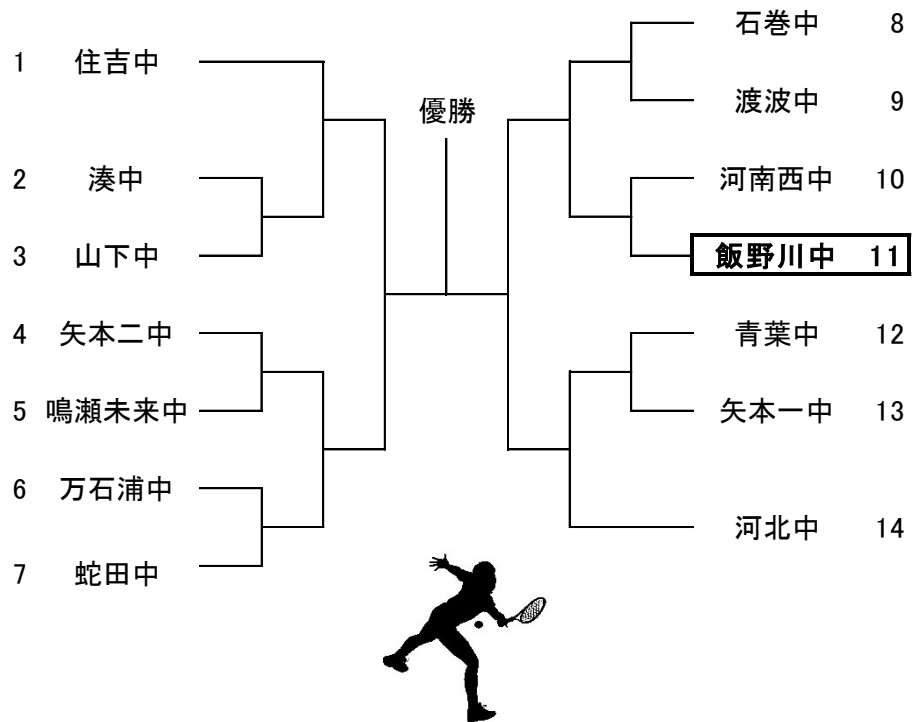 1 住吉中
2 湊中
3 山下中
4 矢本二中
5 鳴瀬未来中
6 万石浦中
7 蛇田中
優勝
石巻中 8
渡波中 9
河南西中 10
飯野川中 11
青葉中 12
矢本一中 13
河北中 14